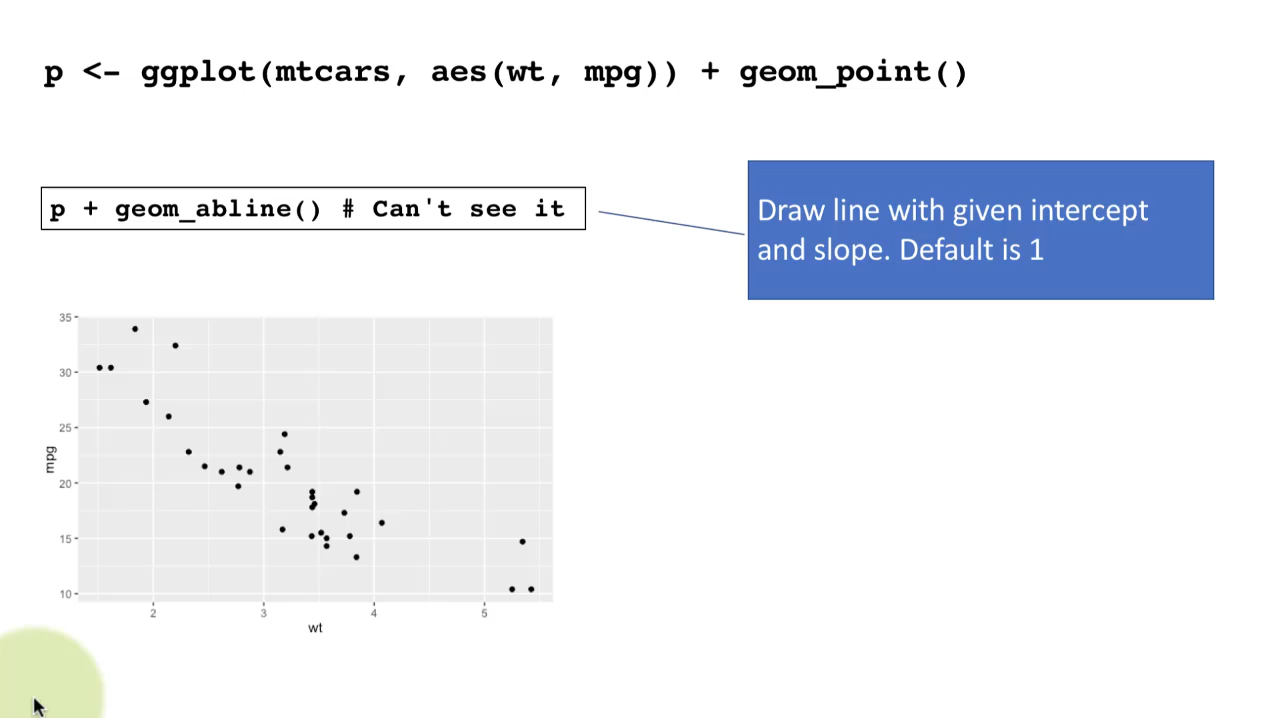 p <- ggplot(mtcars, aes(wt, mpg)) + geom_point()
p + geom_abline() # Can't see it
Draw line with given intercept
and slope. Default is 1
35
30
25
20
15
10
mpg
2 3 4 5
wt